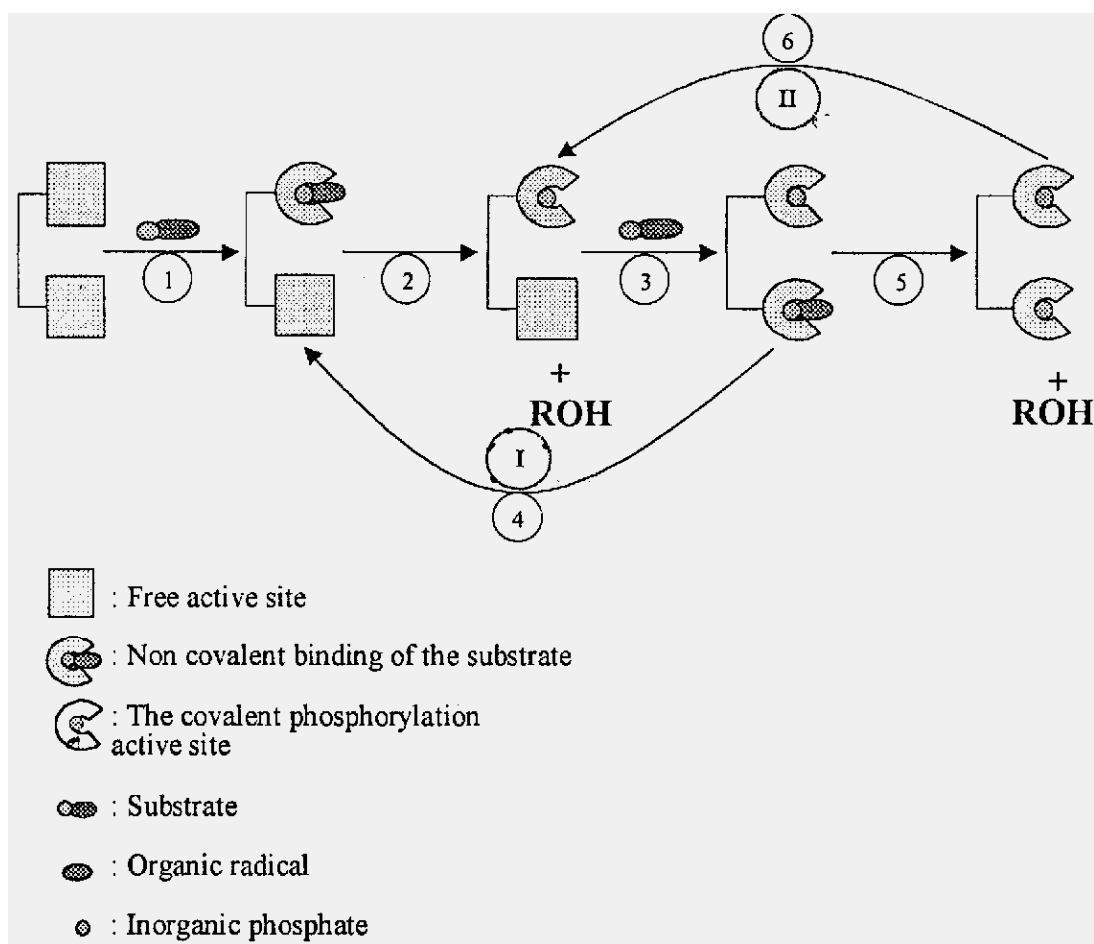 6
II
1
2
3
5
+
ROH
+
ROH
I
4
: Free active site
: Non covalent binding of the substrate
: The covalent phosphorylation
active site
: Substrate
: Organic radical
: Inorganic phosphate